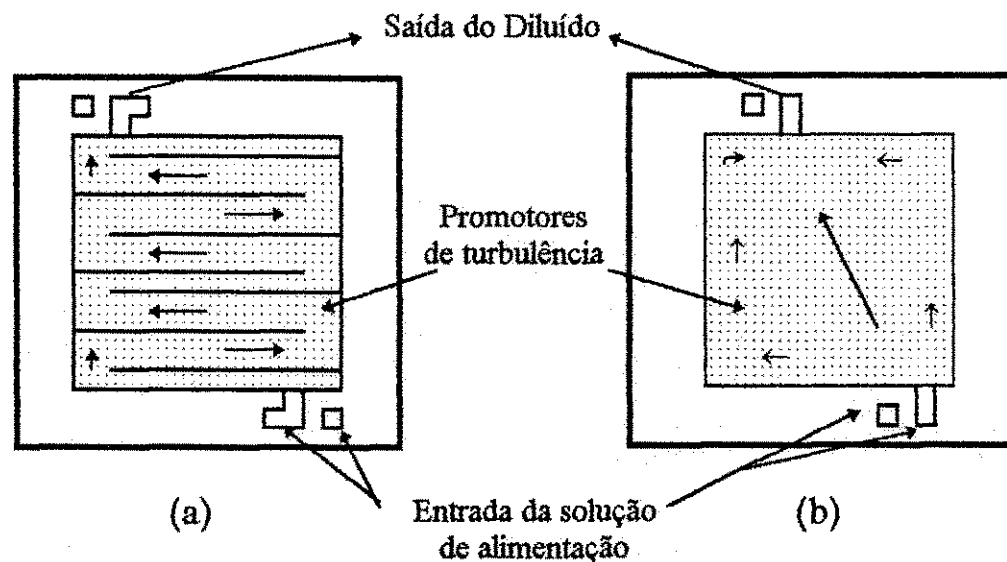 Saída do Diluído
Promotores
de turbulência
(a)
Entrada da solução
de alimentação
(b)